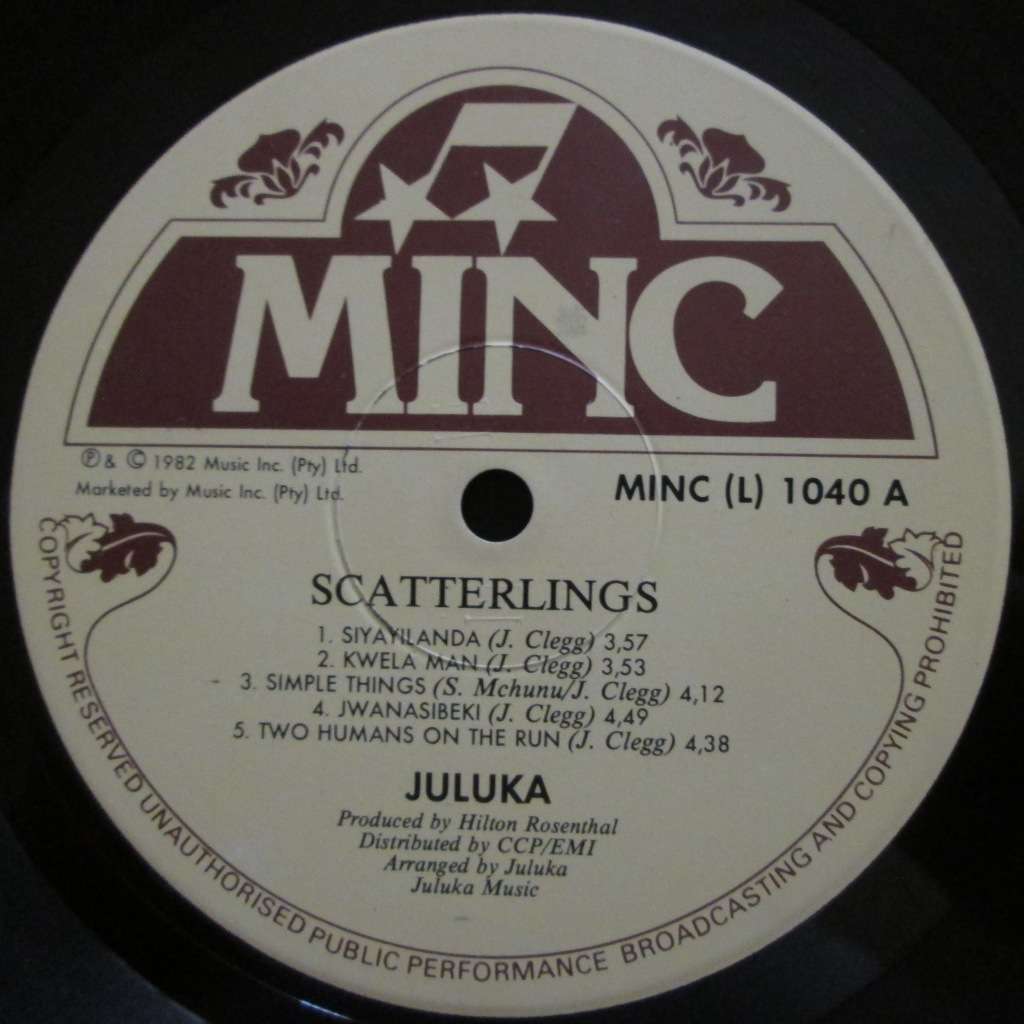 MINC
℗ & © 1982 Music Inc. (Pty) Ltd.
Marketed by Music Inc. (Pty) Ltd.
MINC (L) 1040 A
SCATTERLINGS
1. SIYAYILANDA (J. Clegg) 3,57
2. KWELA MAN (J. Clegg) 3,53
3. SIMPLE THINGS (S. Mchunu/J. Clegg) 4,12
4. JWANASIBEKI (J. Clegg) 4,49
5. TWO HUMANS ON THE RUN (J. Clegg) 4,38
JULUKA
Produced by Hilton Rosenthal
Distributed by CCP/EMI
Arranged by Juluka
Juluka Music
COPYRIGHT RESERVED UNAUTHORISED PUBLIC PERFORMANCE BROADCASTING AND COPYING PROHIBITED